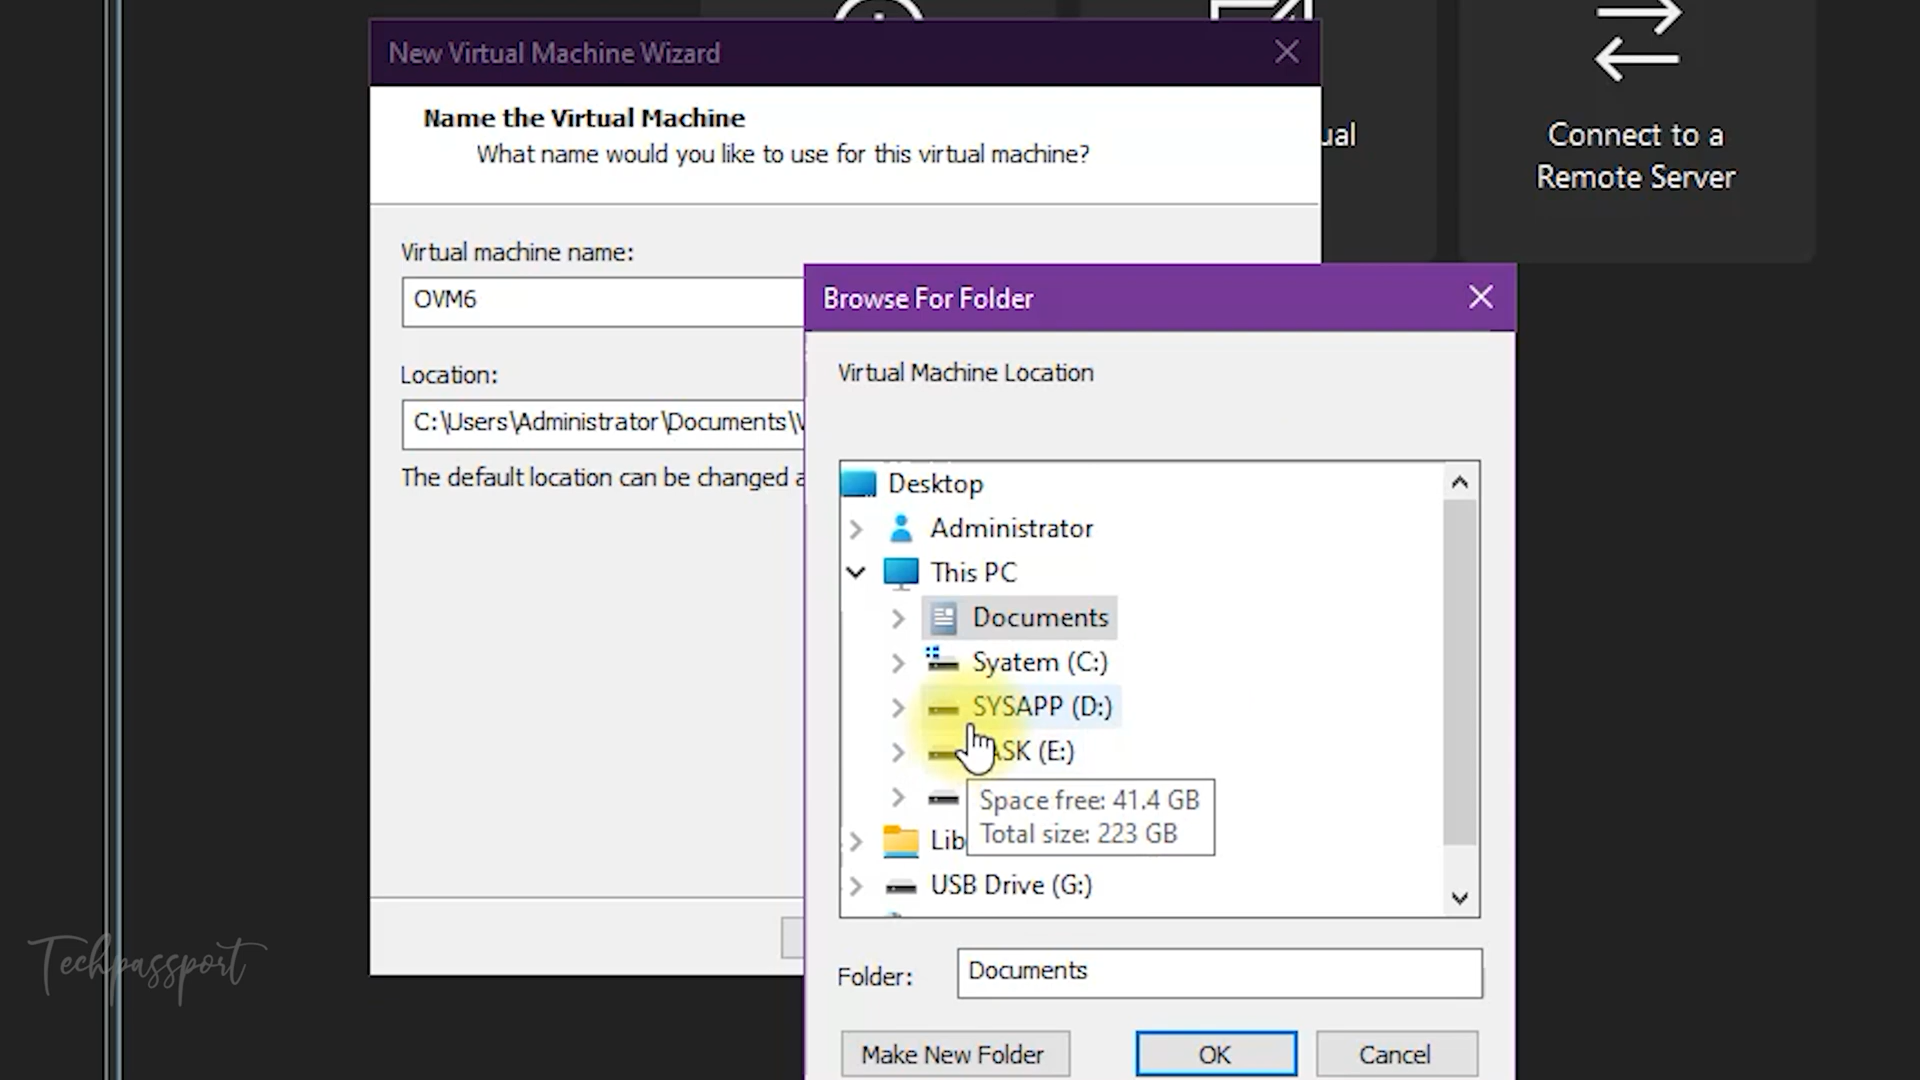 New Virtual Machine Wizard
Name the Virtual Machine
What name would you like to use for this virtual machine?
Virtual machine name:
OVM6
Location:
C:\Users\Administrator\Documents\
The default location can be changed
ual
Connect to a
Remote Server
Browse For Folder
Virtual Machine Location
Desktop
Administrator
This PC
Documents
Syatem (C:)
SYSAPP (D:)
ASK (E:)
Space free: 41.4 GB
Total size: 223 GB
Lib
USB Drive (G:)
Folder:
Documents
Make New Folder
OK
Cancel
Techpassport